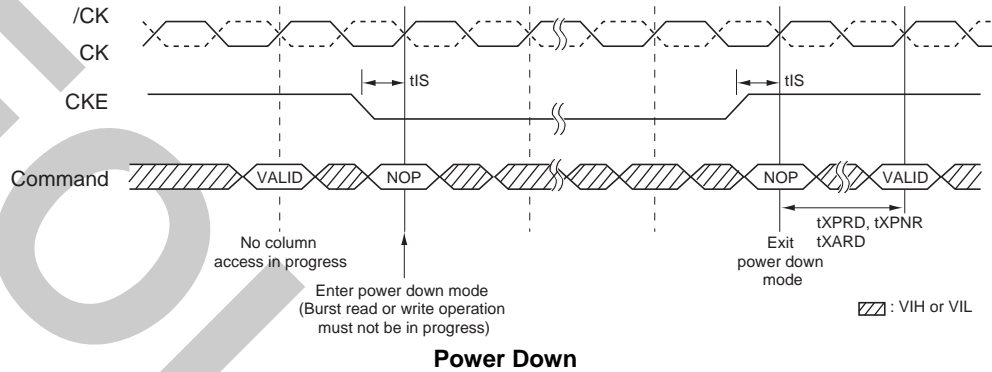 /CK
CK
tIS
tIS
CKE
Command
VALID
NOP
NOP
VALID
tXPRD, tXPNR
tXARD
No column
access in progress
Exit
power down
mode
Enter power down mode
(Burst read or write operation
must not be in progress)
: VIH or VIL
Power Down